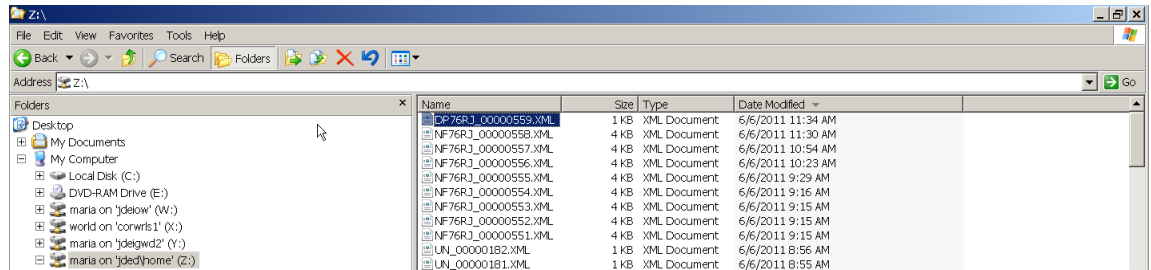 Z:\
File Edit View Favorites Tools Help
Back Search Folders
Address Z:\ Go
Folders
Desktop
My Documents
My Computer
Local Disk (C:)
DVD-RAM Drive (E:)
maria on 'jdeiow' (W:)
world on 'corwrls1' (X:)
maria on 'jdeigwd2' (Y:)
maria on 'jded\home' (Z:)
Name Size Type Date Modified
DP76RJ_00000559.XML 1 KB XML Document 6/6/2011 11:34 AM
NF76RJ_00000558.XML 4 KB XML Document 6/6/2011 11:30 AM
NF76RJ_00000557.XML 4 KB XML Document 6/6/2011 10:54 AM
NF76RJ_00000556.XML 4 KB XML Document 6/6/2011 10:23 AM
NF76RJ_00000555.XML 4 KB XML Document 6/6/2011 9:29 AM
NF76RJ_00000554.XML 4 KB XML Document 6/6/2011 9:16 AM
NF76RJ_00000553.XML 4 KB XML Document 6/6/2011 9:15 AM
NF76RJ_00000552.XML 4 KB XML Document 6/6/2011 9:15 AM
NF76RJ_00000551.XML 4 KB XML Document 6/6/2011 9:15 AM
UN_00000182.XML 1 KB XML Document 6/6/2011 8:56 AM
UN_00000181.XML 1 KB XML Document 6/6/2011 8:55 AM